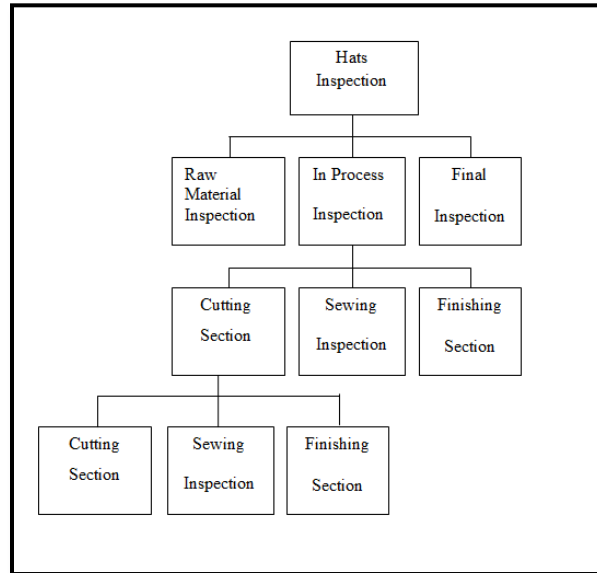 Hats
Inspection
Raw
Material
Inspection
In Process
Inspection
Final
Inspection
Cutting
Section
Sewing
Inspection
Finishing
Section
Cutting
Section
Sewing
Inspection
Finishing
Section